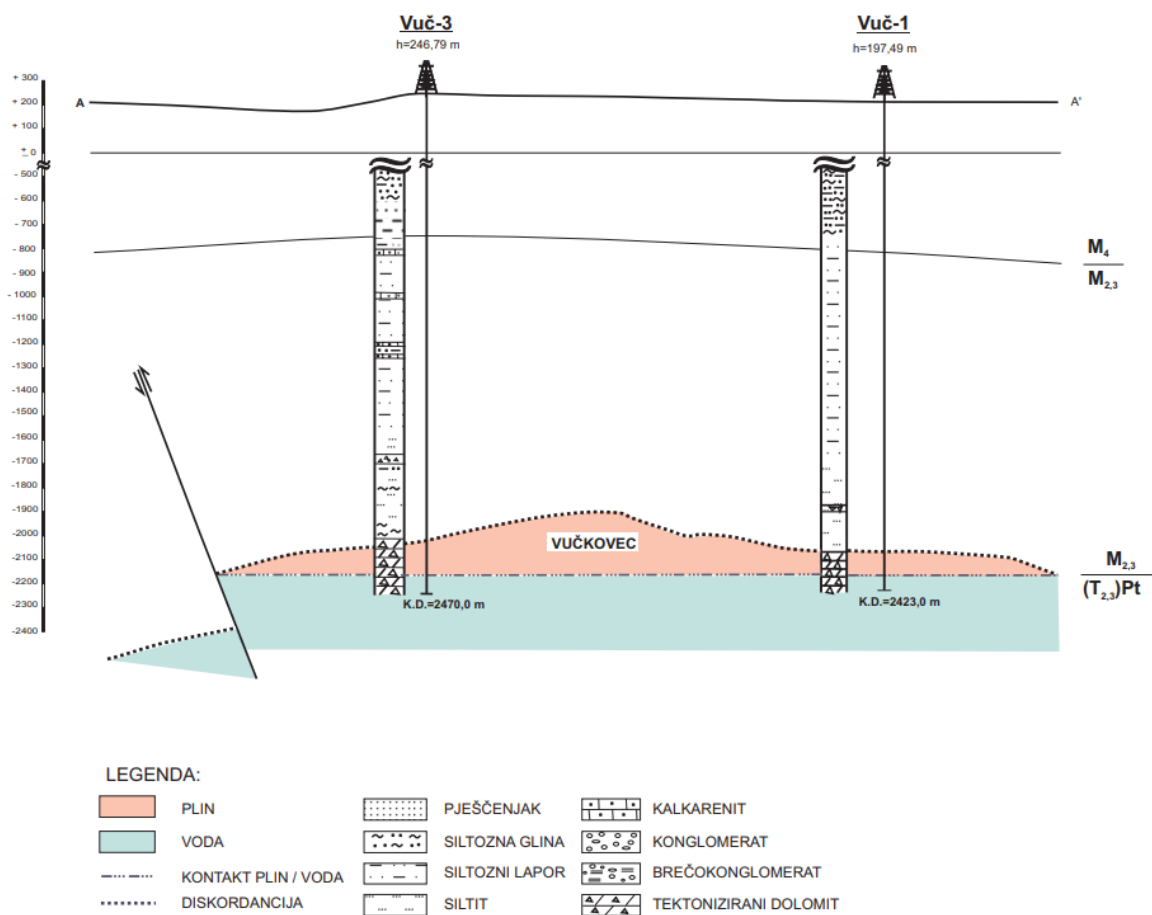 Vuč-3
h=246,79 m
Vuč-1
h=197,49 m
+ 300
+ 200
+ 100
± 0
- 500
- 600
- 700
- 800
- 900
- 1000
-1100
-1200
-1300
-1400
-1500
-1600
-1700
-1800
-1900
-2000
-2100
-2200
-2300
-2400
A
A'
M4
M2,3
VUČKOVEC
M2,3
(T2,3)Pt
K.D.=2470,0 m
K.D.=2423,0 m
LEGENDA:
PLIN
VODA
KONTAKT PLIN / VODA
DISKORDANCIJA
PJEŠČENJAK
SILTOZNA GLINA
SILTOZNI LAPOR
SILTIT
KALKARENIT
KONGLOMERAT
BREČOKONGLOMERAT
TEKTONIZIRANI DOLOMIT